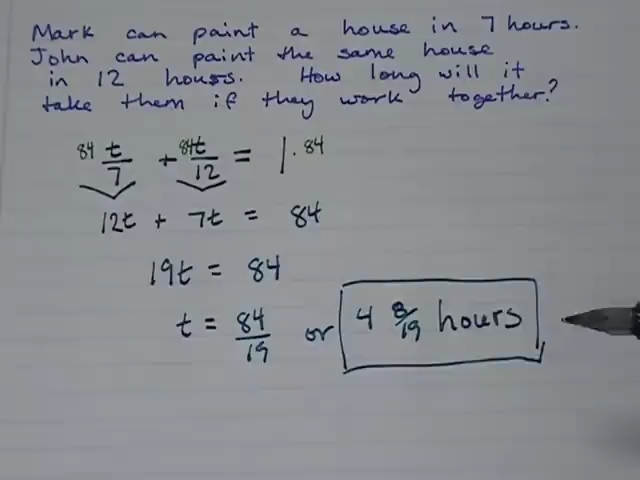 Mark can paint a house in 7 hours.
John can paint the same house
in 12 hours. How long will it
take them if they work together?
84 t/7 + 84t/12 = 1 · 84
12t + 7t = 84
19t = 84
t = 84/19 or 4 8/19 hours